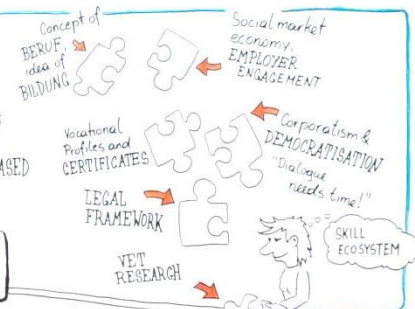 Concept of
BERUF,
idea of
BILDUNG
Social market
economy.
EMPLOYER
ENGAGEMENT
Vocational
Profiles and
CERTIFICATES
Corporatism &
DEMOCRATISATION
"Dialogue
needs time!"
LEGAL
FRAMEWORK
SKILL
ECOSYSTEM
VET
RESEARCH